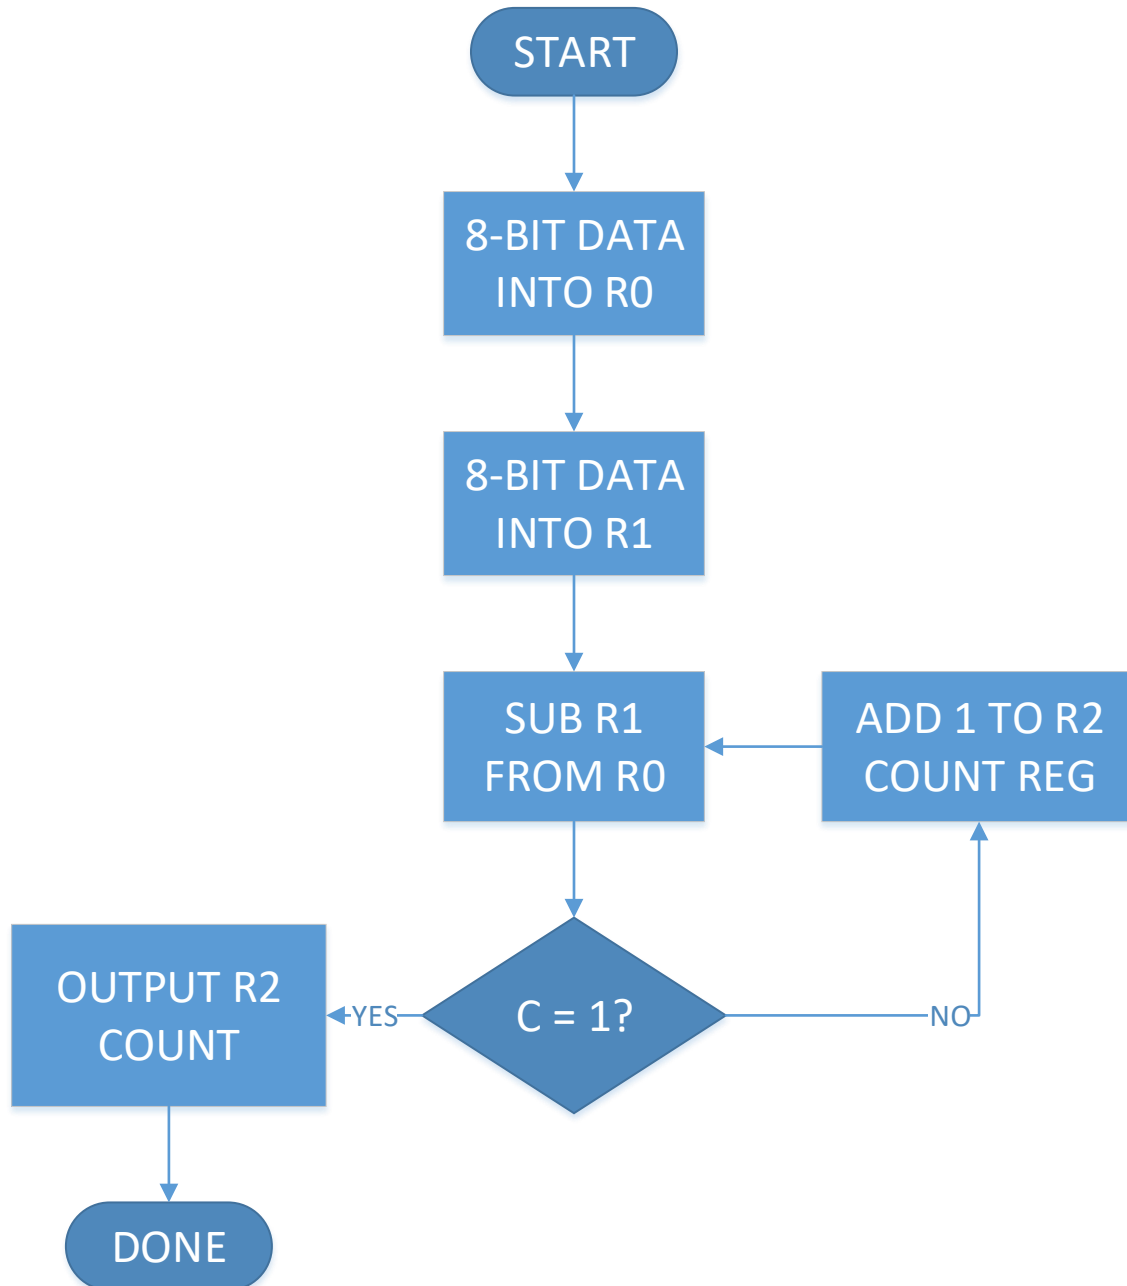 START
8-BIT DATA
INTO R0
8-BIT DATA
INTO R1
SUB R1
FROM R0
ADD 1 TO R2
COUNT REG
C = 1?
YES
NO
OUTPUT R2
COUNT
DONE